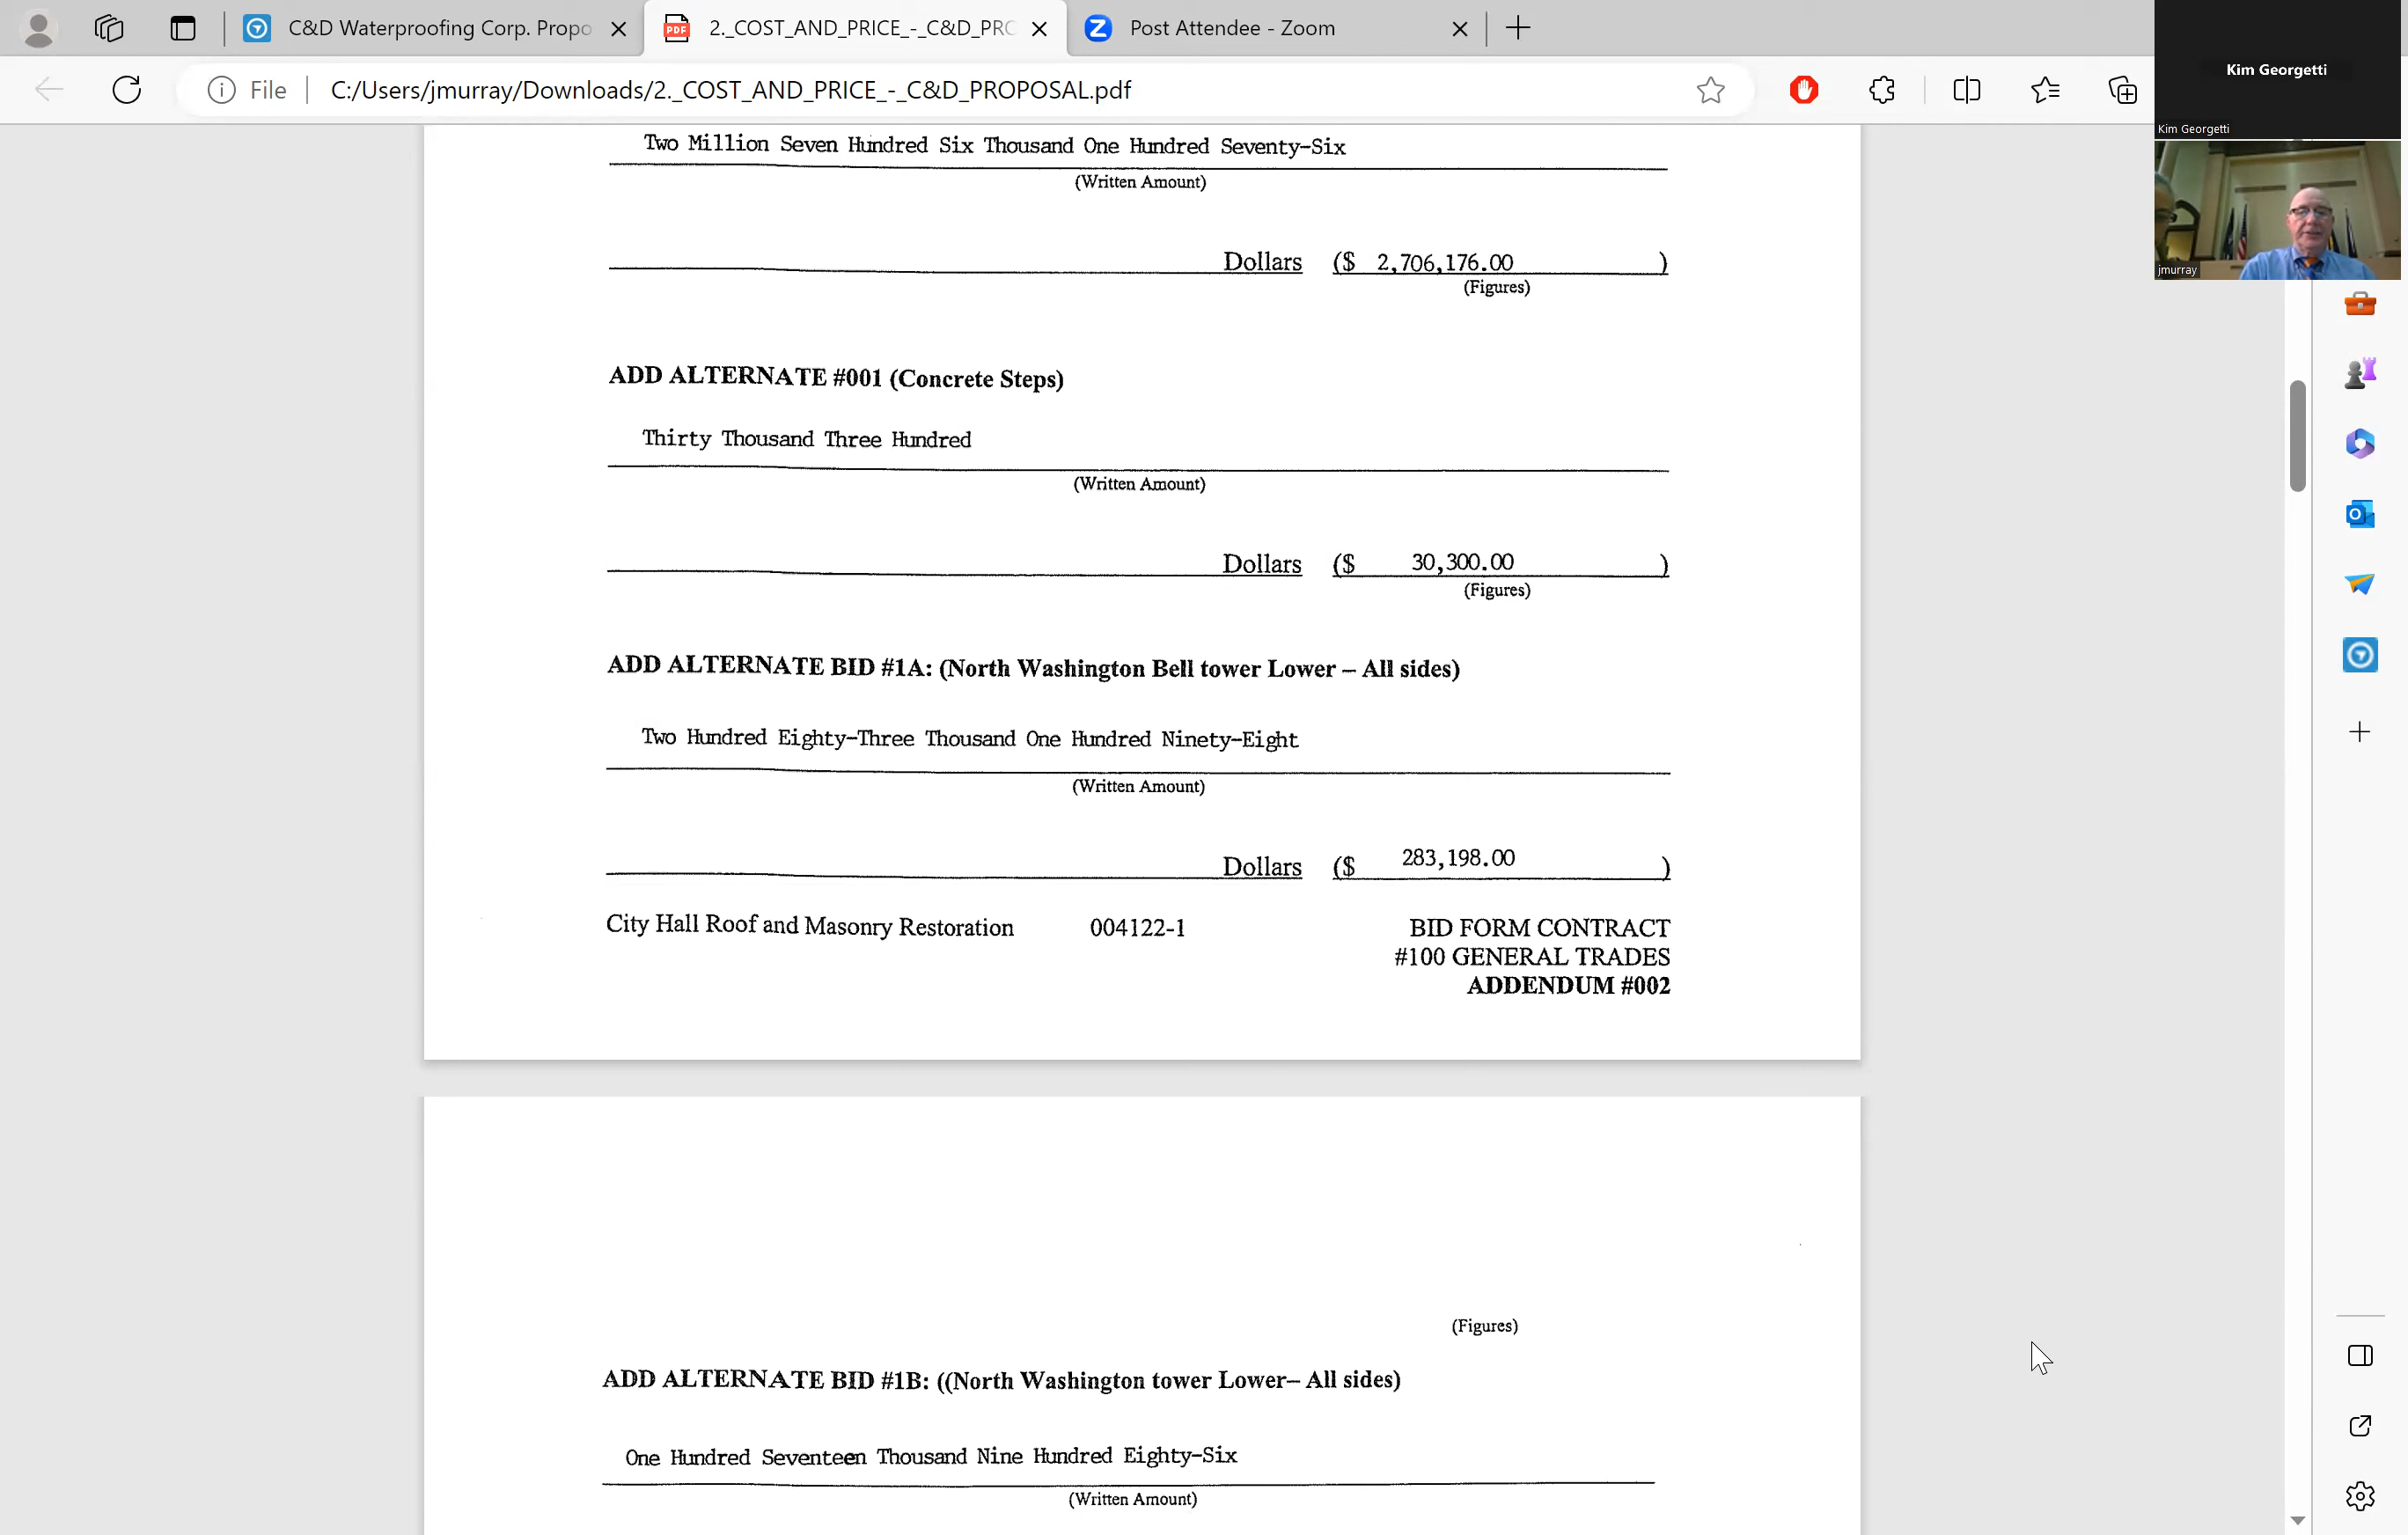 C&D Waterproofing Corp. Propo
2._COST_AND_PRICE_-_C&D_PRO
Post Attendee - Zoom
File
C:/Users/jmurray/Downloads/2._COST_AND_PRICE_-_C&D_PROPOSAL.pdf
Kim Georgetti
Kim Georgetti
jmurray
Two Million Seven Hundred Six Thousand One Hundred Seventy-Six
(Written Amount)
Dollars ($ 2,706,176.00 )
(Figures)
ADD ALTERNATE #001 (Concrete Steps)
Thirty Thousand Three Hundred
(Written Amount)
Dollars ($ 30,300.00 )
(Figures)
ADD ALTERNATE BID #1A: (North Washington Bell tower Lower – All sides)
Two Hundred Eighty-Three Thousand One Hundred Ninety-Eight
(Written Amount)
Dollars ($ 283,198.00 )
City Hall Roof and Masonry Restoration 004122-1 BID FORM CONTRACT
#100 GENERAL TRADES
ADDENDUM #002
(Figures)
ADD ALTERNATE BID #1B: ((North Washington tower Lower– All sides)
One Hundred Seventeen Thousand Nine Hundred Eighty-Six
(Written Amount)